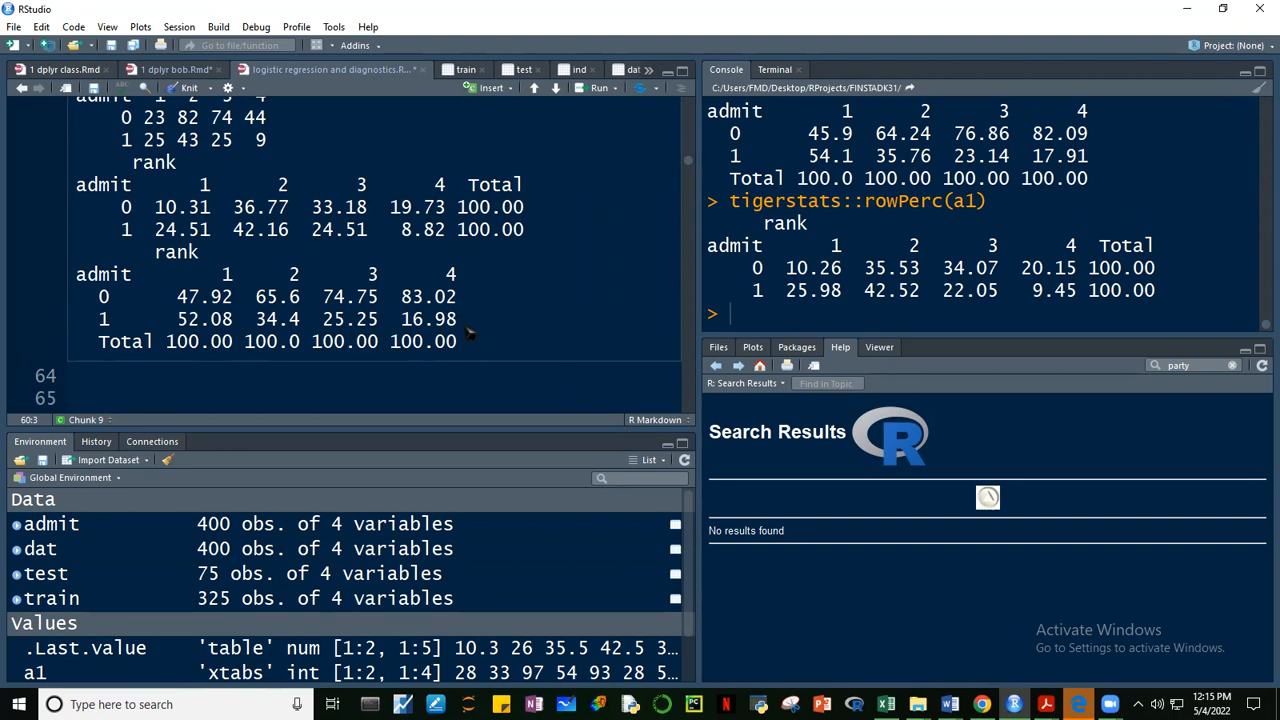 RStudio
File Edit Code View Plots Session Build Debug Profile Tools Help
Go to file/function Addins Project: (None)
1 dplyr class.Rmd 1 dplyr bob.Rmd* logistic regression and diagnostics.R...* train test ind dat
Knit Insert Run
admit 1 2 3 4
0 23 82 74 44
1 25 43 25 9
rank
admit 1 2 3 4 Total
0 10.31 36.77 33.18 19.73 100.00
1 24.51 42.16 24.51 8.82 100.00
rank
admit 1 2 3 4
0 47.92 65.6 74.75 83.02
1 52.08 34.4 25.25 16.98
Total 100.00 100.0 100.00 100.00
64
65
60:3 Chunk 9 R Markdown
Console Terminal
C:/Users/FMD/Desktop/RProjects/FINSTADK31/
admit 1 2 3 4
0 45.9 64.24 76.86 82.09
1 54.1 35.76 23.14 17.91
Total 100.0 100.00 100.00 100.00
> tigerstats::rowPerc(a1)
rank
admit 1 2 3 4 Total
0 10.26 35.53 34.07 20.15 100.00
1 25.98 42.52 22.05 9.45 100.00
>
Environment History Connections
Import Dataset List
Global Environment
Data
admit 400 obs. of 4 variables
dat 400 obs. of 4 variables
test 75 obs. of 4 variables
train 325 obs. of 4 variables
Values
.Last.value 'table' num [1:2, 1:5] 10.3 26 35.5 42.5 3...
a1 'xtabs' int [1:2, 1:4] 28 33 97 54 93 28 5...
Files Plots Packages Help Viewer
party
R: Search Results Find in Topic
Search Results R
No results found
Activate Windows
Go to Settings to activate Windows.
Type here to search
12:15 PM
5/4/2022